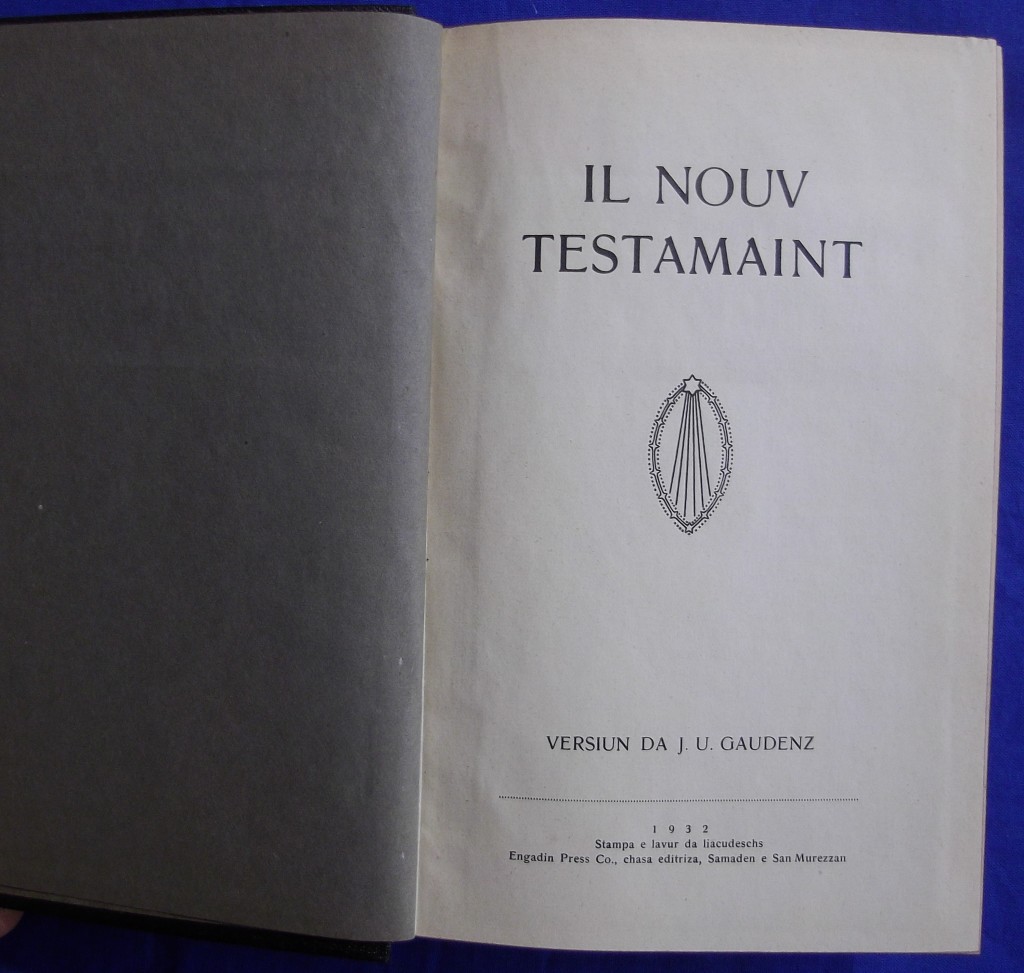 IL NOUV
TESTAMAINT
VERSIUN DA J. U. GAUDENZ
1932
Stampa e lavur da liacudeschs
Engadin Press Co., chasa editriza, Samaden e San Murezzan